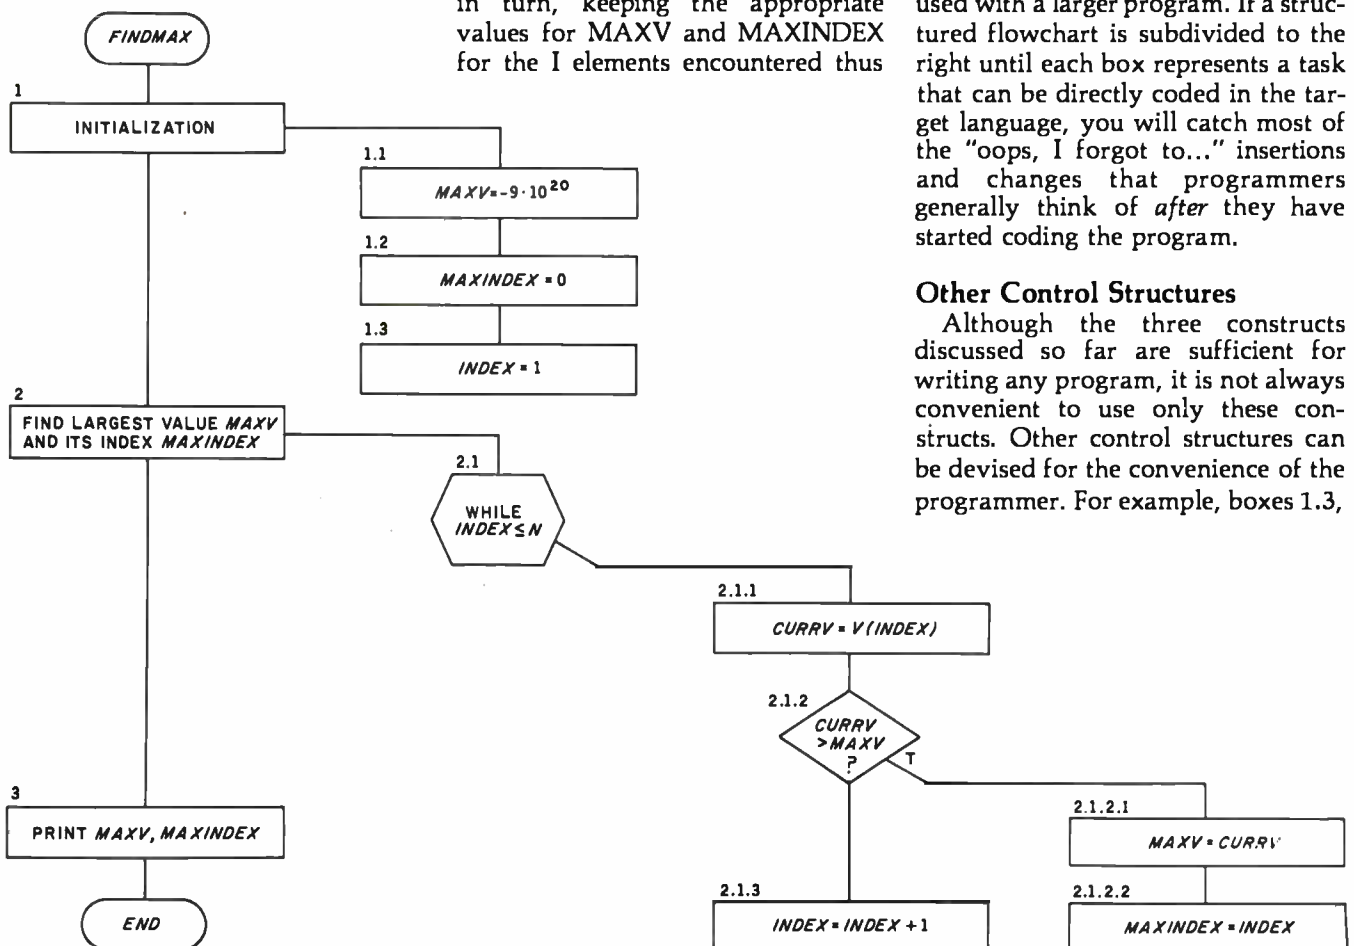 in turn, keeping the appropriate
values for MAXV and MAXINDEX
for the I elements encountered thus
used with a larger program. If a struc-
tured flowchart is subdivided to the
right until each box represents a task
that can be directly coded in the tar-
get language, you will catch most of
the "oops, I forgot to..." insertions
and changes that programmers
generally think of after they have
started coding the program.
Other Control Structures
Although the three constructs
discussed so far are sufficient for
writing any program, it is not always
convenient to use only these con-
structs. Other control structures can
be devised for the convenience of the
programmer. For example, boxes 1.3,
FINDMAX
1
INITIALIZATION
1.1
MAXV=-9·10²⁰
1.2
MAXINDEX = 0
1.3
INDEX = 1
2
FIND LARGEST VALUE MAXV
AND ITS INDEX MAXINDEX
2.1
WHILE
INDEX≤N
2.1.1
CURRV = V(INDEX)
2.1.2
CURRV
>MAXV
?
T
2.1.2.1
MAXV = CURRV
2.1.2.2
MAXINDEX = INDEX
2.1.3
INDEX = INDEX + 1
3
PRINT MAXV, MAXINDEX
END